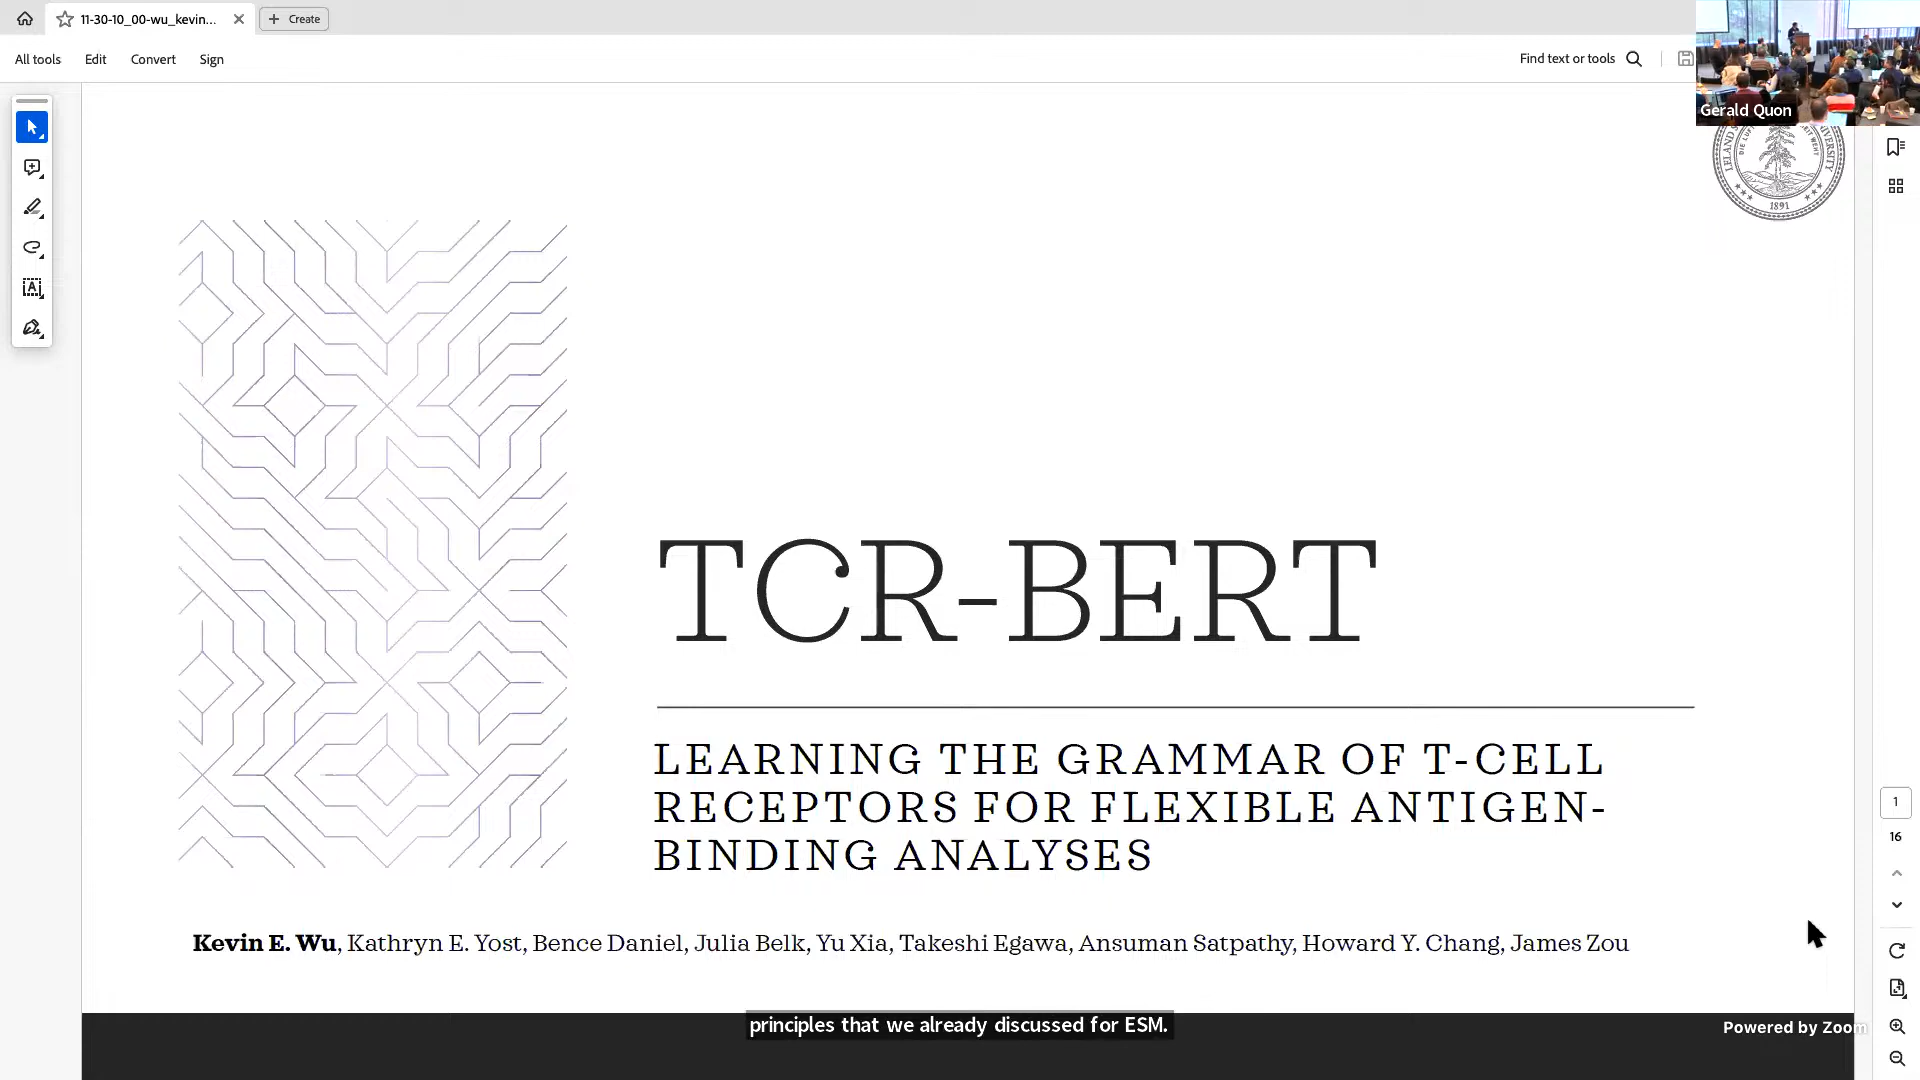 11-30-10_00-wu_kevin...
Create
All tools
Edit
Convert
Sign
Find text or tools
Gerald Quon
1891
TCR-BERT
LEARNING THE GRAMMAR OF T-CELL
RECEPTORS FOR FLEXIBLE ANTIGEN-
BINDING ANALYSES
Kevin E. Wu, Kathryn E. Yost, Bence Daniel, Julia Belk, Yu Xia, Takeshi Egawa, Ansuman Satpathy, Howard Y. Chang, James Zou
1
16
principles that we already discussed for ESM.
Powered by Zoom